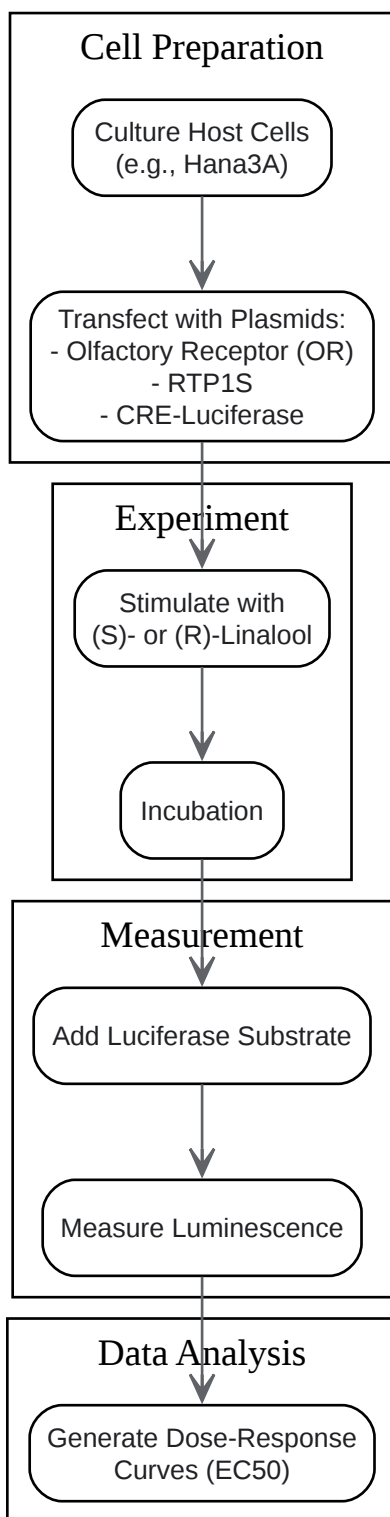 Cell Preparation
Culture Host Cells
(e.g., Hana3A)
Transfect with Plasmids:
- Olfactory Receptor (OR)
- RTP1S
- CRE-Luciferase
Experiment
Stimulate with
(S)- or (R)-Linalool
Incubation
Measurement
Add Luciferase Substrate
Measure Luminescence
Data Analysis
Generate Dose-Response
Curves (EC50)